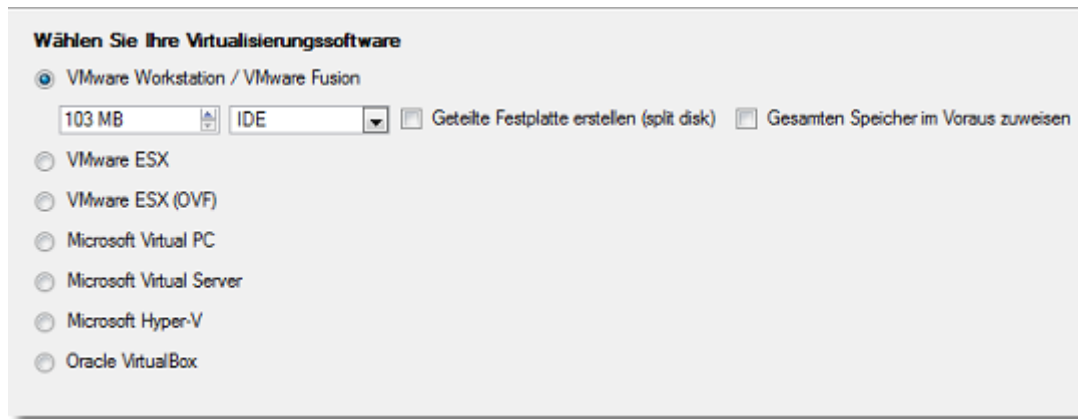 Wählen Sie Ihre Virtualisierungssoftware
VMware Workstation / VMware Fusion
103 MB IDE Geteilte Festplatte erstellen (split disk) Gesamten Speicher im Voraus zuweisen
VMware ESX
VMware ESX (OVF)
Microsoft Virtual PC
Microsoft Virtual Server
Microsoft Hyper-V
Oracle VirtualBox